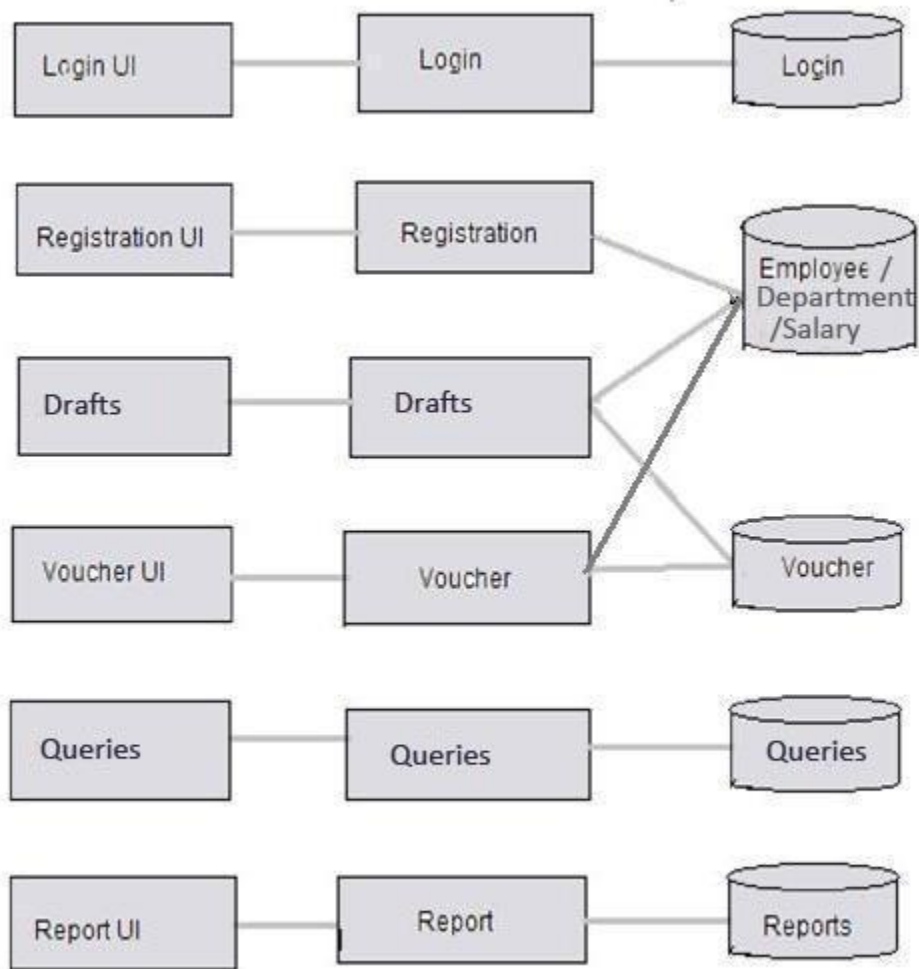 Login UI
Login
Login
Registration UI
Registration
Employee /
Department
/Salary
Drafts
Drafts
Voucher UI
Voucher
Voucher
Queries
Queries
Queries
Report UI
Report
Reports